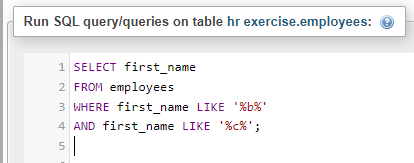 Run SQL query/queries on table hr exercise.employees:
1 SELECT first_name
2 FROM employees
3 WHERE first_name LIKE '%b%'
4 AND first_name LIKE '%c%';
5